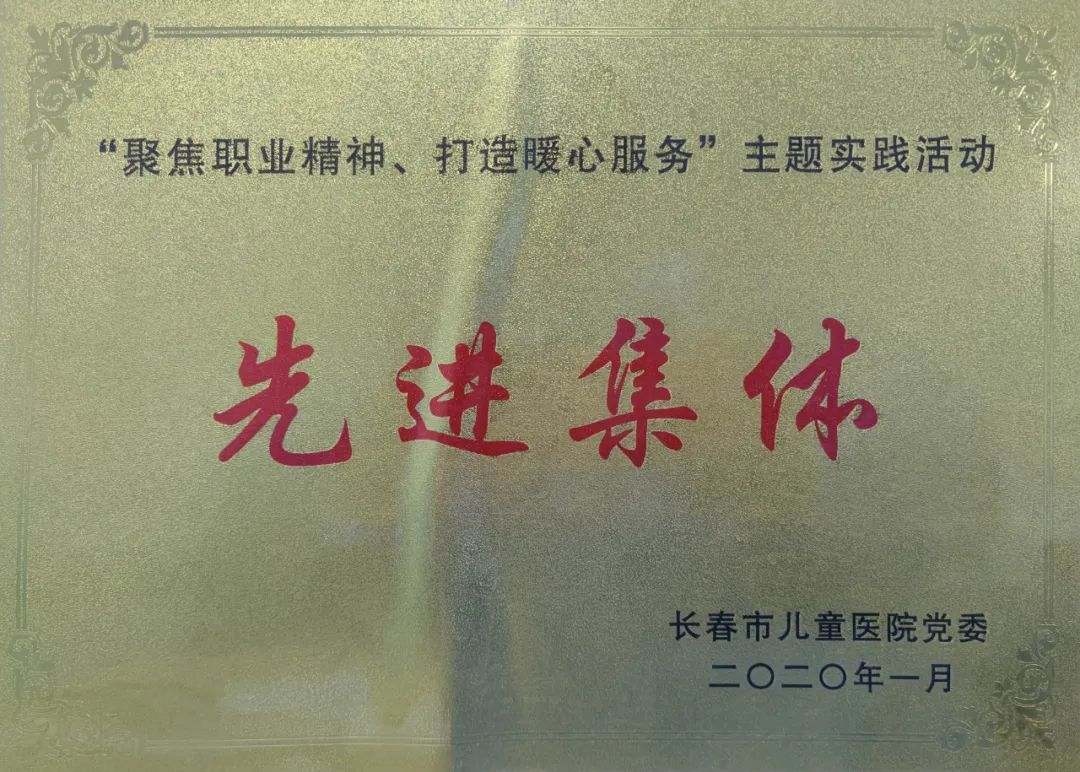 “聚焦职业精神、打造暖心服务”主题实践活动
先进集体
长春市儿童医院党委
二〇二〇年一月